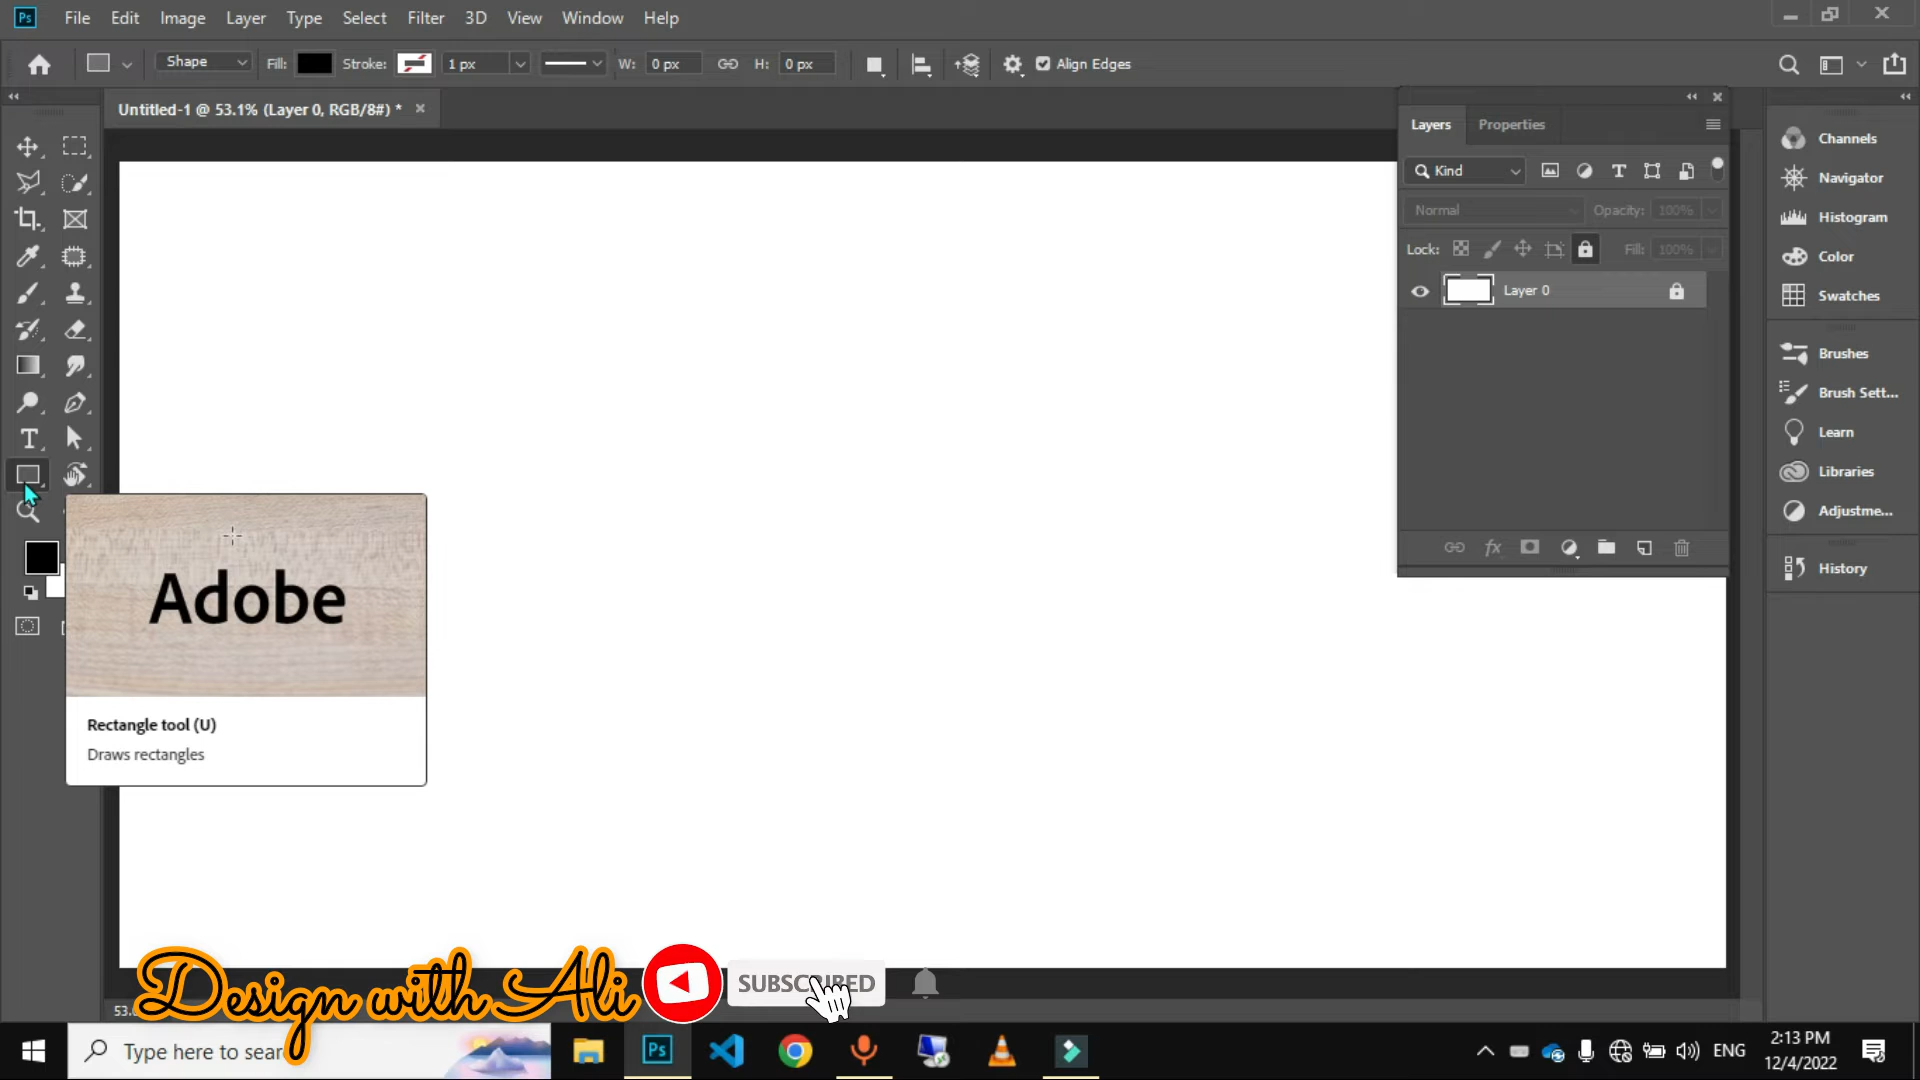 Ps File Edit Image Layer Type Select Filter 3D View Window Help
Shape Fill: Stroke: 1 px W: 0 px H: 0 px Align Edges
Untitled-1 @ 53.1% (Layer 0, RGB/8#) *
Layers Properties
Kind
Normal Opacity: 100%
Lock: Fill: 100%
Layer 0
Channels
Navigator
Histogram
Color
Swatches
Brushes
Brush Sett...
Learn
Libraries
Adjustme...
History
Adobe
Rectangle tool (U)
Draws rectangles
Design with Ali
SUBSCRIBED
Type here to sear
Ps
ENG
2:13 PM
12/4/2022